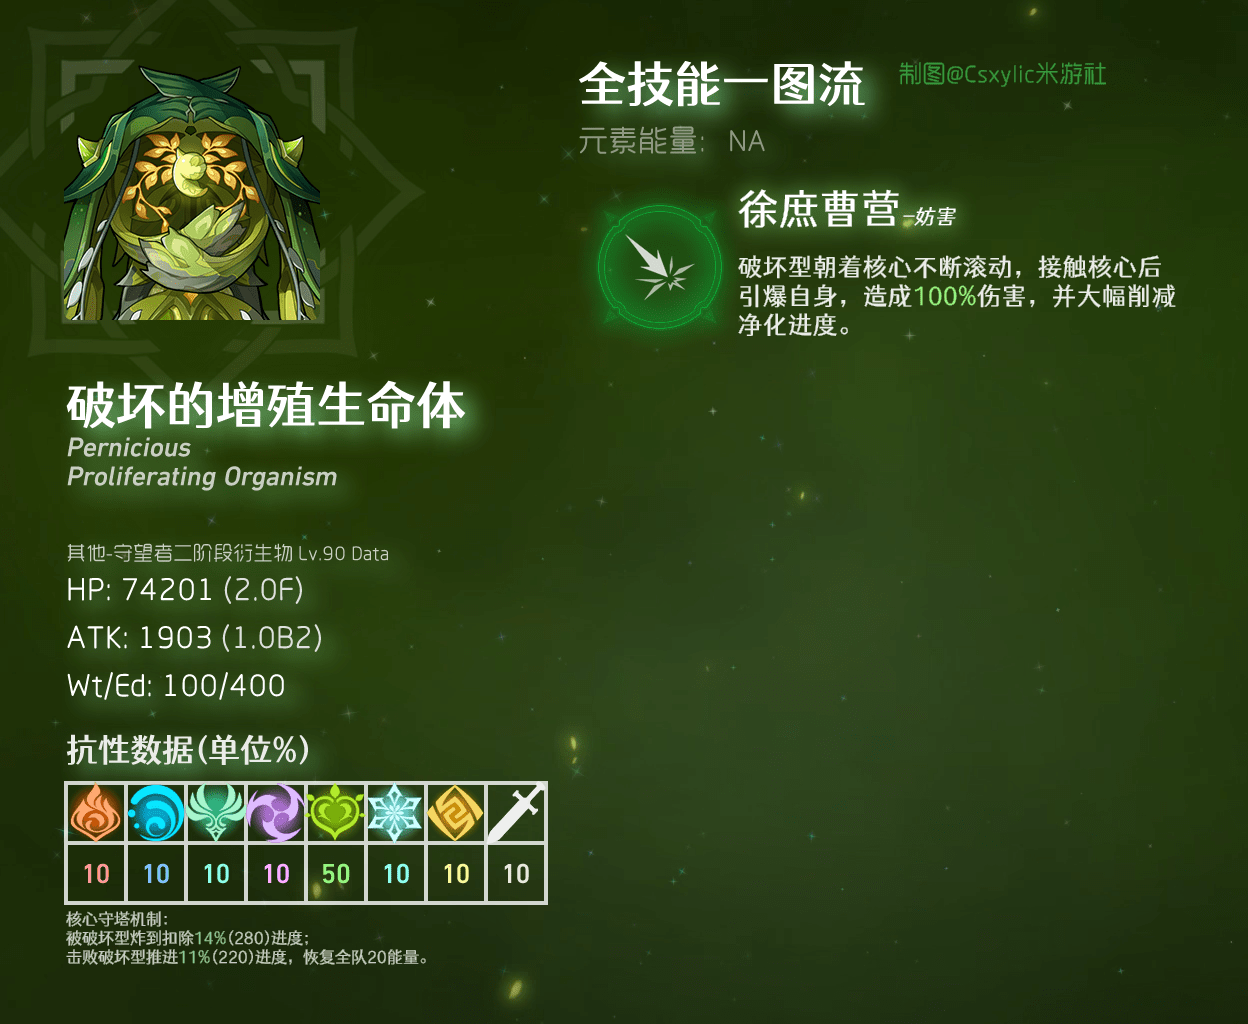 全技能一图流
制图@Csxylic米游社
元素能量：NA
徐庶曹营-妨害
破坏型朝着核心不断滚动，接触核心后
引爆自身，造成100%伤害，并大幅削减
净化进度。
破坏的增殖生命体
Pernicious
Proliferating Organism
其他-守望者二阶段衍生物 Lv.90 Data
HP: 74201 (2.0F)
ATK: 1903 (1.0B2)
Wt/Ed: 100/400
抗性数据(单位%)
10 10 10 10 50 10 10 10
核心守塔机制：
被破坏型炸到扣除14%(280)进度；
击败破坏型推进11%(220)进度，恢复全队20能量。